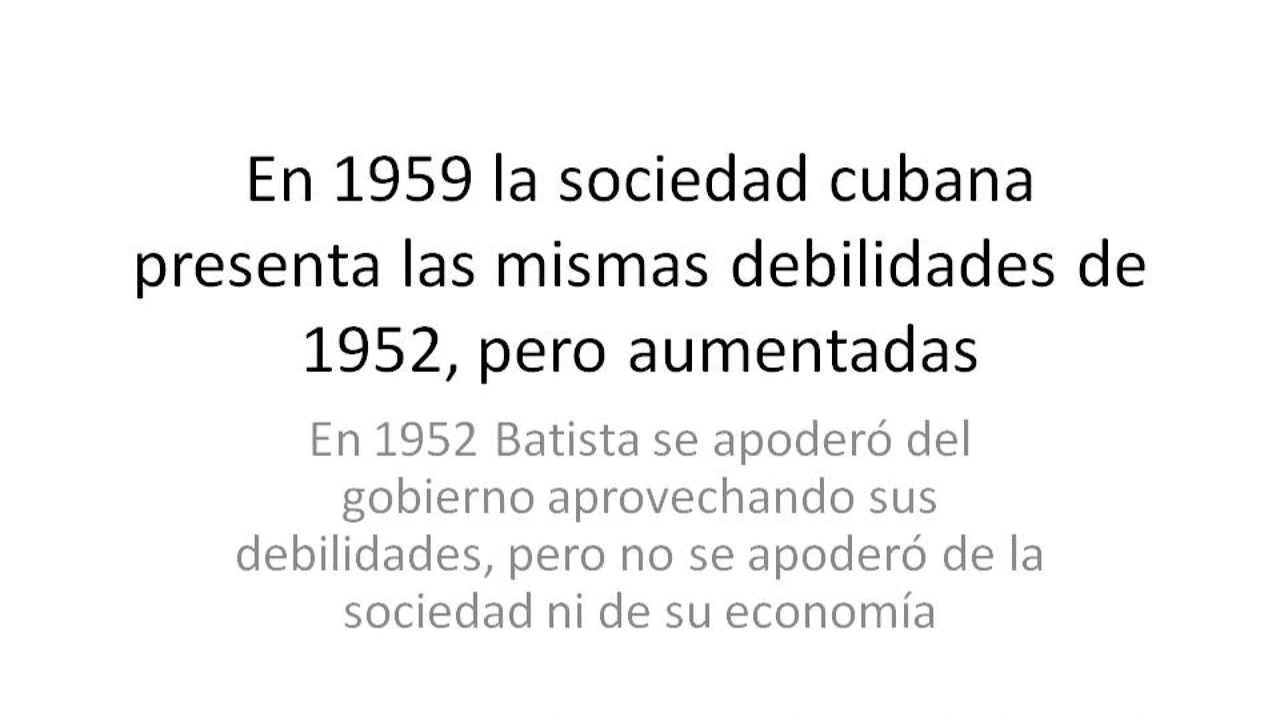 En 1959 la sociedad cubana
presenta las mismas debilidades de
1952, pero aumentadas
En 1952 Batista se apoderó del
gobierno aprovechando sus
debilidades, pero no se apoderó de la
sociedad ni de su economía